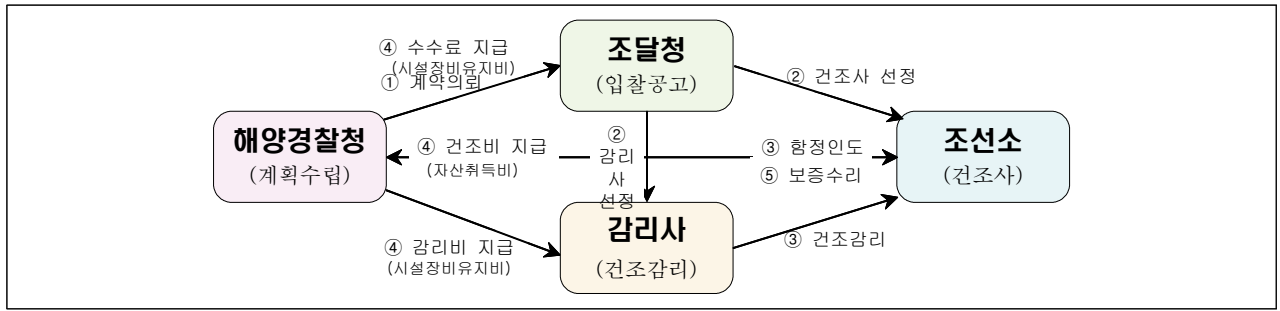 ④ 수수료 지급
(시설장비유지비)
① 계약의뢰
조달청
(입찰공고)
② 건조사 선정
해양경찰청
(계획수립)
④ 건조비 지급
(자산취득비)
②
감리
사
선정
③ 함정인도
⑤ 보증수리
조선소
(건조사)
④ 감리비 지급
(시설장비유지비)
감리사
(건조감리)
③ 건조감리